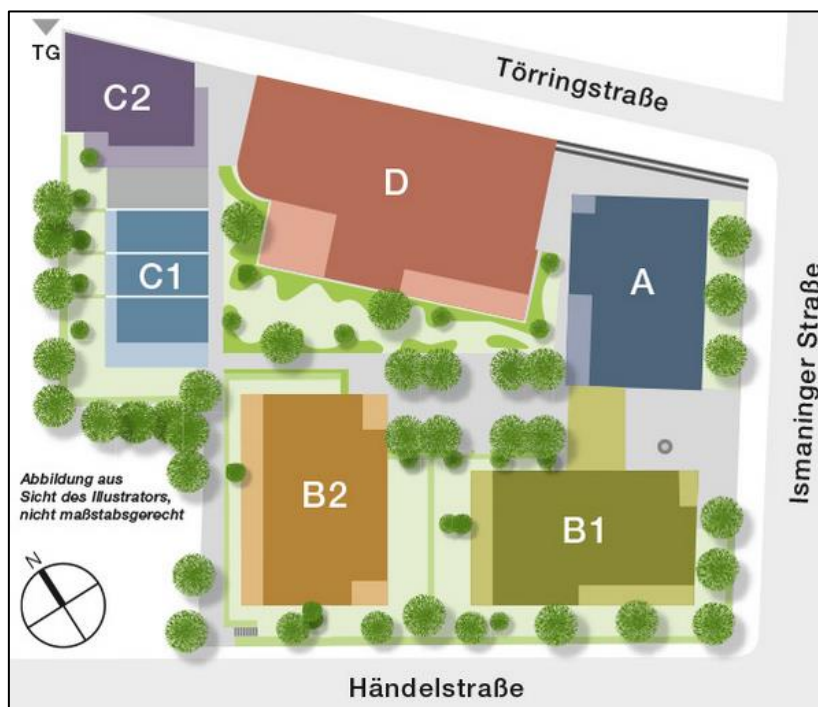 TG
C2
Törringstraße
D
C1
A
Ismaninger Straße
Abbildung aus
Sicht des Illustrators,
nicht maßstabsgerecht
B2
B1
N
Händelstraße